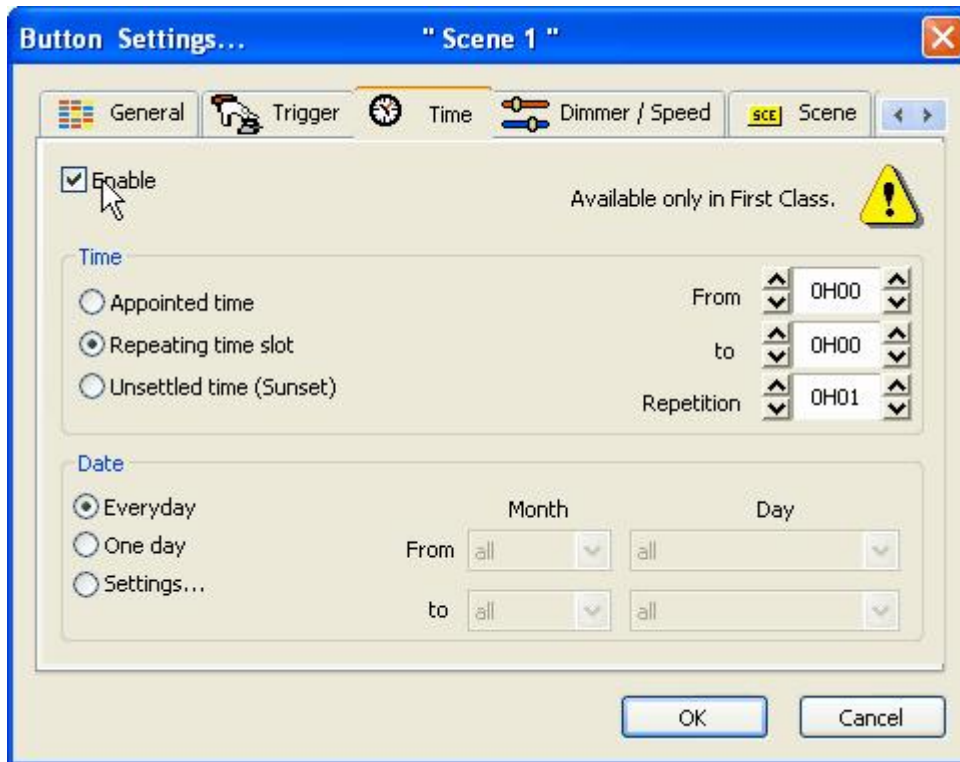 Button Settings... " Scene 1 "
General Trigger Time Dimmer / Speed SCE Scene
Enable
Available only in First Class.
Time
Appointed time
From 0H00
Repeating time slot
to 0H00
Unsettled time (Sunset)
Repetition 0H01
Date
Everyday
Month Day
One day
From all all
Settings...
to all all
OK Cancel